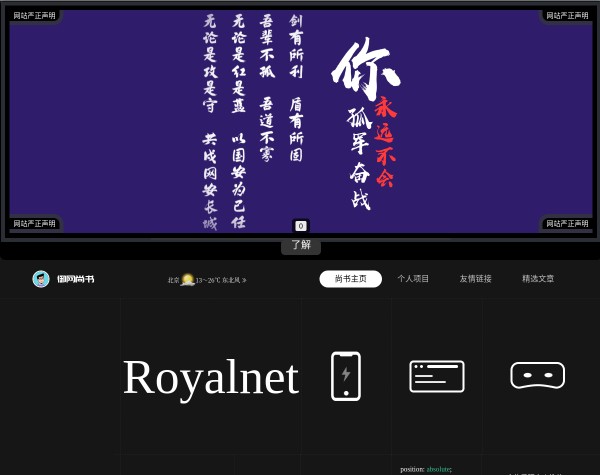 网站严正声明
网站严正声明
剑有所利 盾有所固
吾辈不孤 吾道不寡
无论是红是蓝 以国安为己任
无论是攻是守 共成网安长城
你
永远不会
孤军奋战
网站严正声明
0
网站严正声明
了解
御网尚书
北京 13~26℃ 东北风
尚书主页
个人项目
友情链接
精选文章
Royalnet
position: absolute;